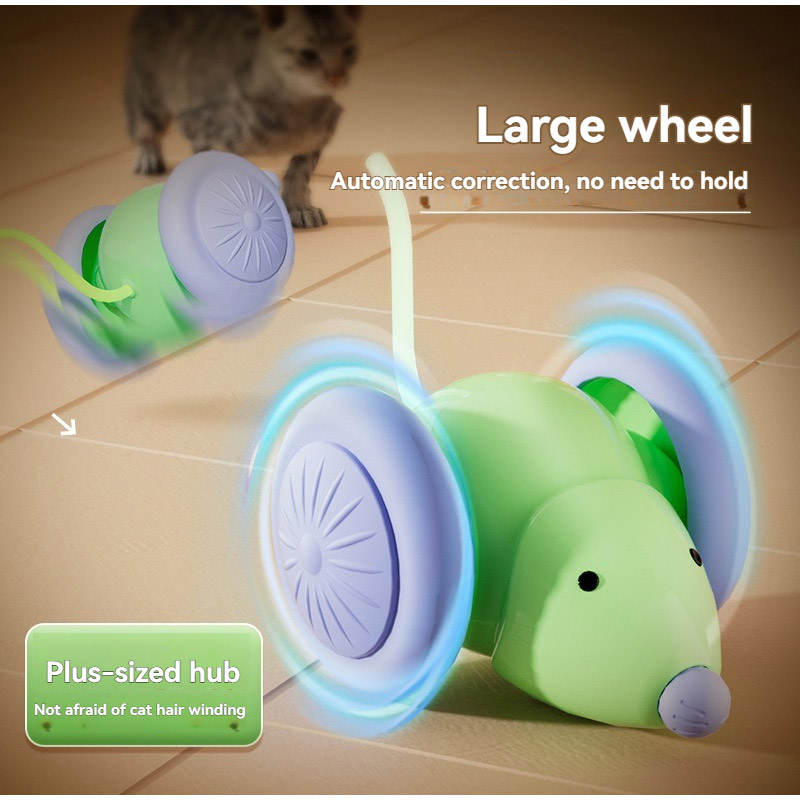 Large wheel
Automatic correction, no need to hold
Plus-sized hub
Not afraid of cat hair winding